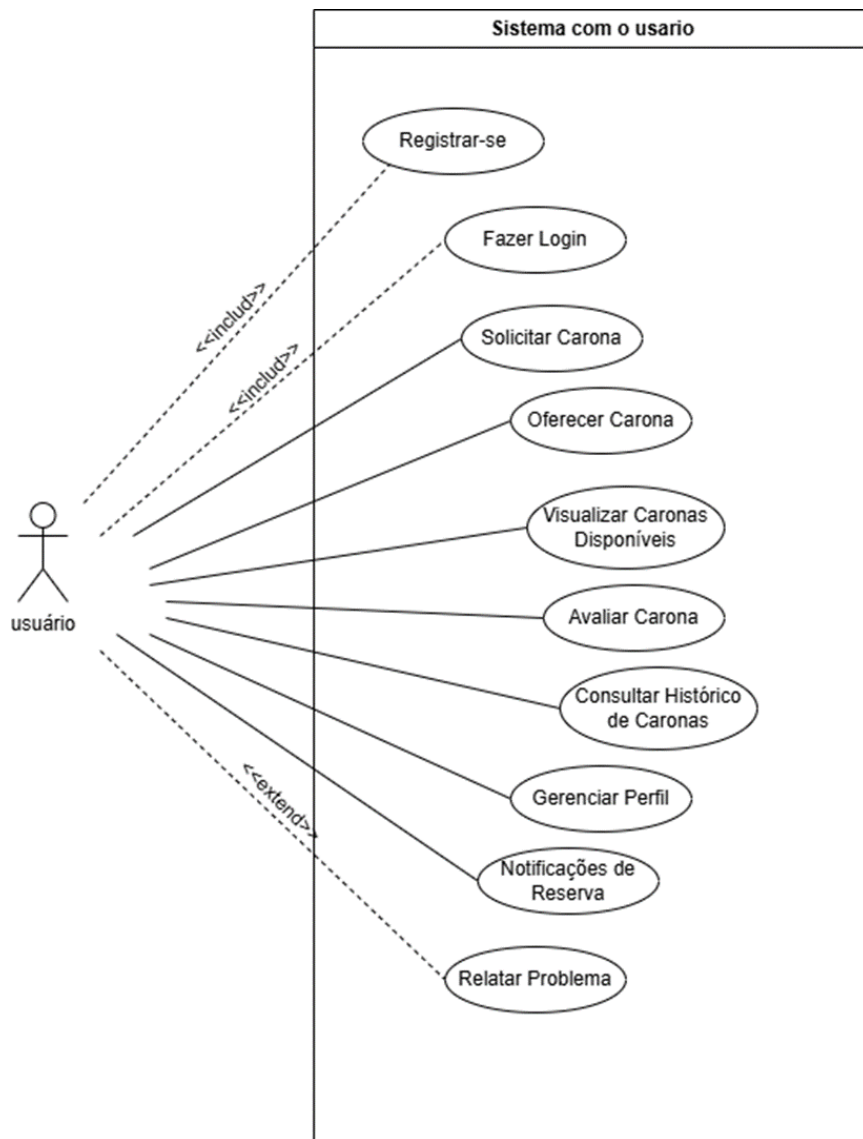 Sistema com o usario
Registrar-se
Fazer Login
<<includ>>
<<includ>>
Solicitar Carona
Oferecer Carona
Visualizar Caronas
Disponíveis
usuário
Avaliar Carona
Consultar Histórico
de Caronas
<<extend>>
Gerenciar Perfil
Notificações de
Reserva
Relatar Problema